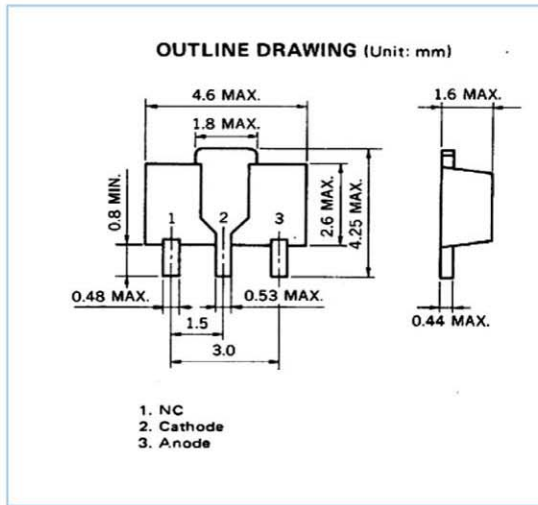 OUTLINE DRAWING (Unit: mm)
4.6 MAX.
1.8 MAX.
1.6 MAX.
0.8 MIN.
1
2
3
2.6 MAX.
4.25 MAX.
0.48 MAX.
0.53 MAX.
1.5
3.0
0.44 MAX.
1. NC
2. Cathode
3. Anode